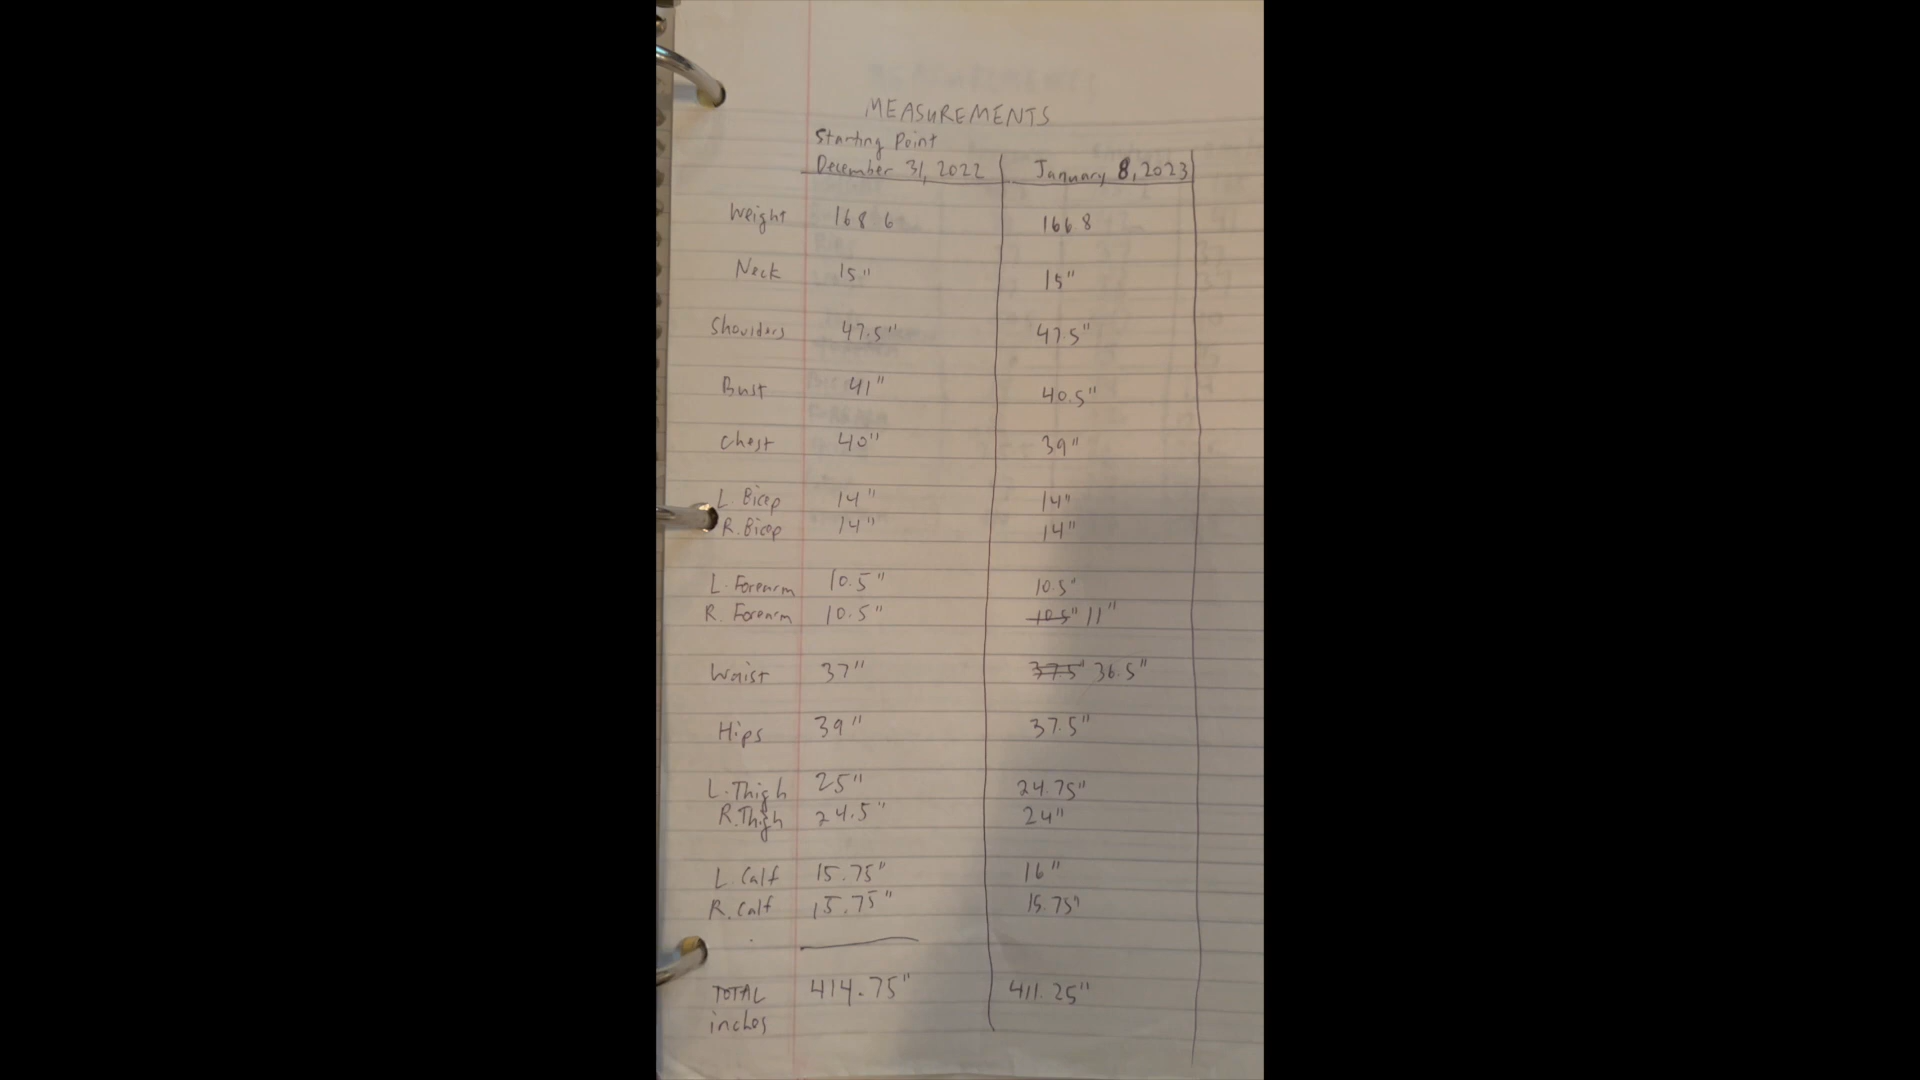 MEASUREMENTS
Starting Point
December 31, 2022 January 8, 2023
Weight 168 6 166 8
Neck 15" 15"
Shoulders 47.5" 47.5"
Bust 41" 40.5"
Chest 40" 39"
L. Bicep 14" 14"
R. Bicep 14" 14"
L. Forearm 10.5" 10.5"
R. Forearm 10.5" 10.5" 11"
Waist 37" 37.5" 36.5"
Hips 39" 37.5"
L. Thigh 25" 24.75"
R. Thigh 24.5" 24"
L. Calf 15.75" 16"
R. Calf 15.75" 15.75"
TOTAL 414.75" 411.25"
inches